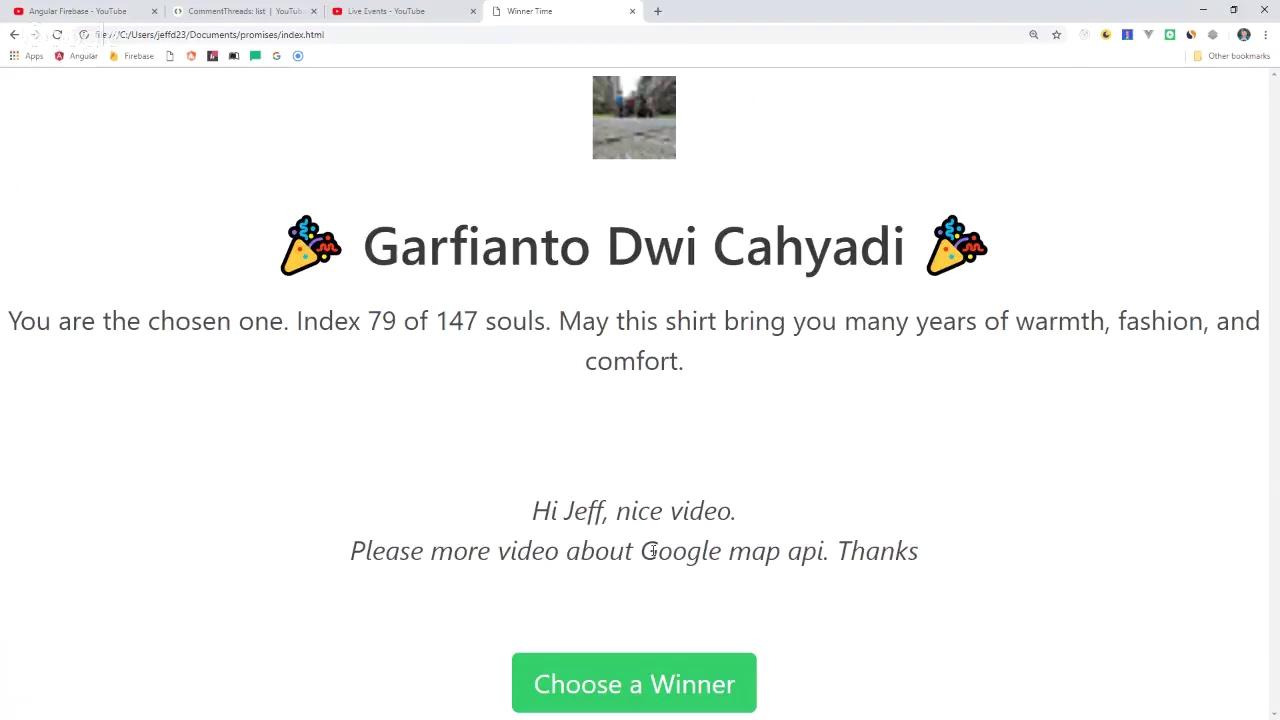 Angular Firebase - YouTube
CommentThreads: list | YouTub
Live Events - YouTube
Winner Time
/C:/Users/jeffd23/Documents/promises/index.html
Apps
Angular
Firebase
Other bookmarks
Garfianto Dwi Cahyadi
You are the chosen one. Index 79 of 147 souls. May this shirt bring you many years of warmth, fashion, and
comfort.
Hi Jeff, nice video.
Please more video about Google map api. Thanks
Choose a Winner